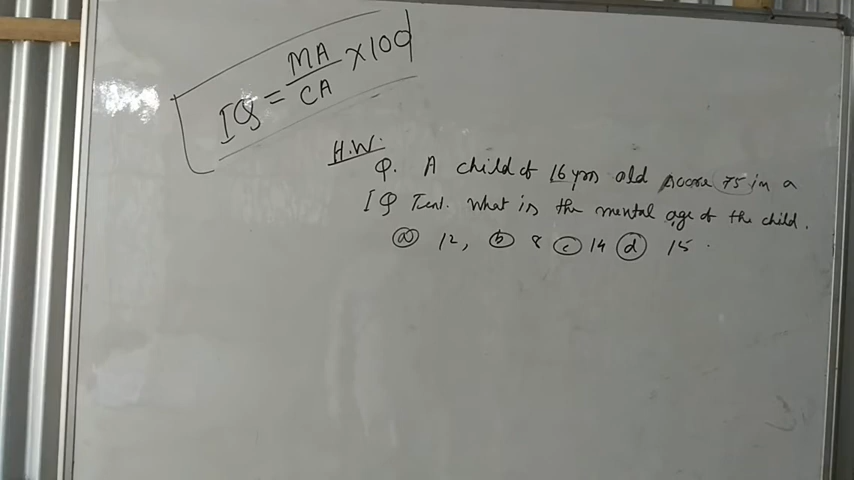 IQ = MA/CA × 100
H.W.
Q. A child of 16 yrs old score 75 in a
IQ Test. What is the mental age of the child.
(a) 12, (b) 8 (c) 14 (d) 15.